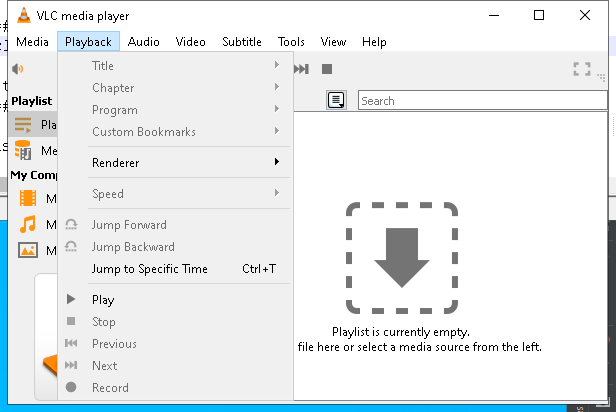 VLC media player
Media Playback Audio Video Subtitle Tools View Help
Title
Chapter
Program
Custom Bookmarks
Renderer
Speed
Jump Forward
Jump Backward
Jump to Specific Time Ctrl+T
Play
Stop
Previous
Next
Record
Playlist
My Comp
Search
Playlist is currently empty.
file here or select a media source from the left.